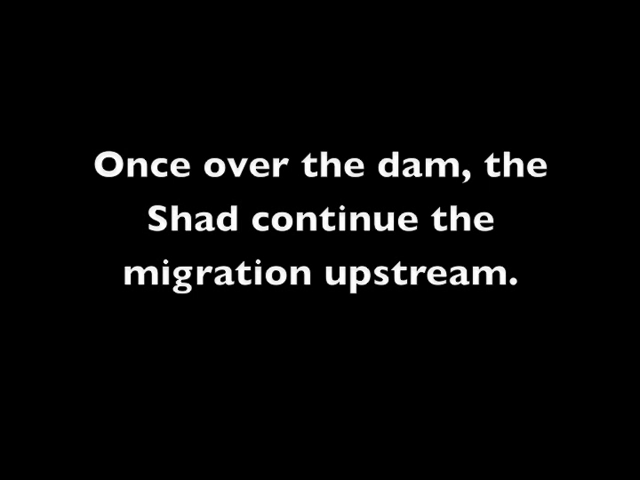 Once over the dam, the
Shad continue the
migration upstream.